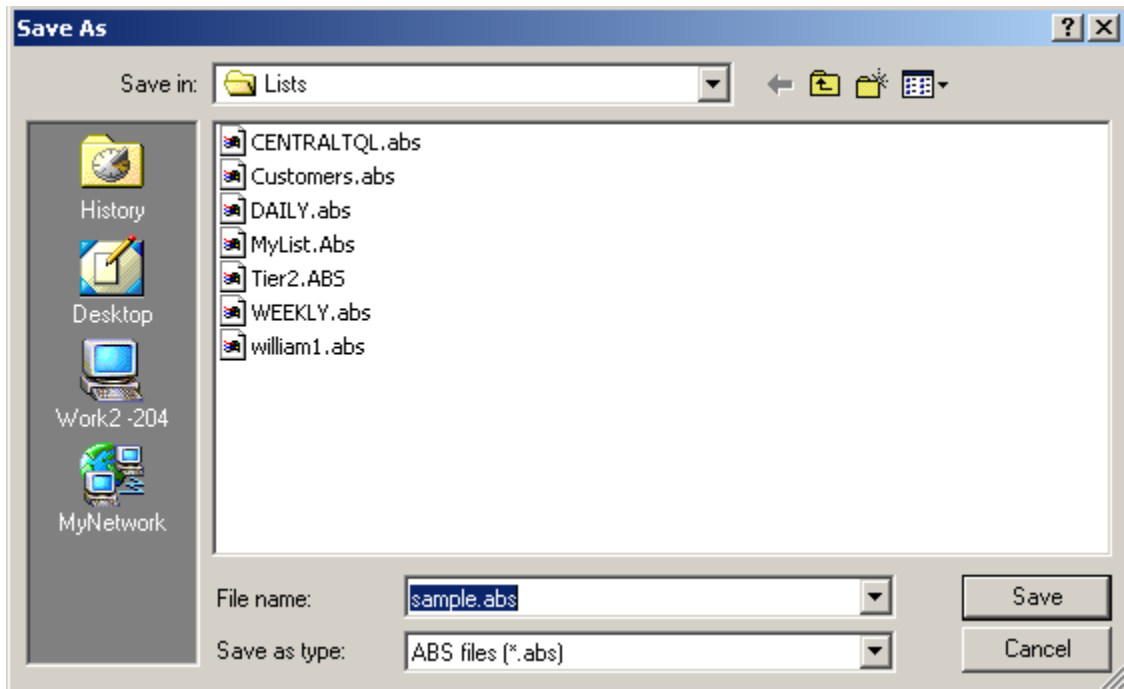 Save As
Save in: Lists
History
Desktop
Work2 -204
MyNetwork
CENTRALTQL.abs
Customers.abs
DAILY.abs
MyList.Abs
Tier2.ABS
WEEKLY.abs
william1.abs
File name: sample.abs Save
Save as type: ABS files (*.abs) Cancel